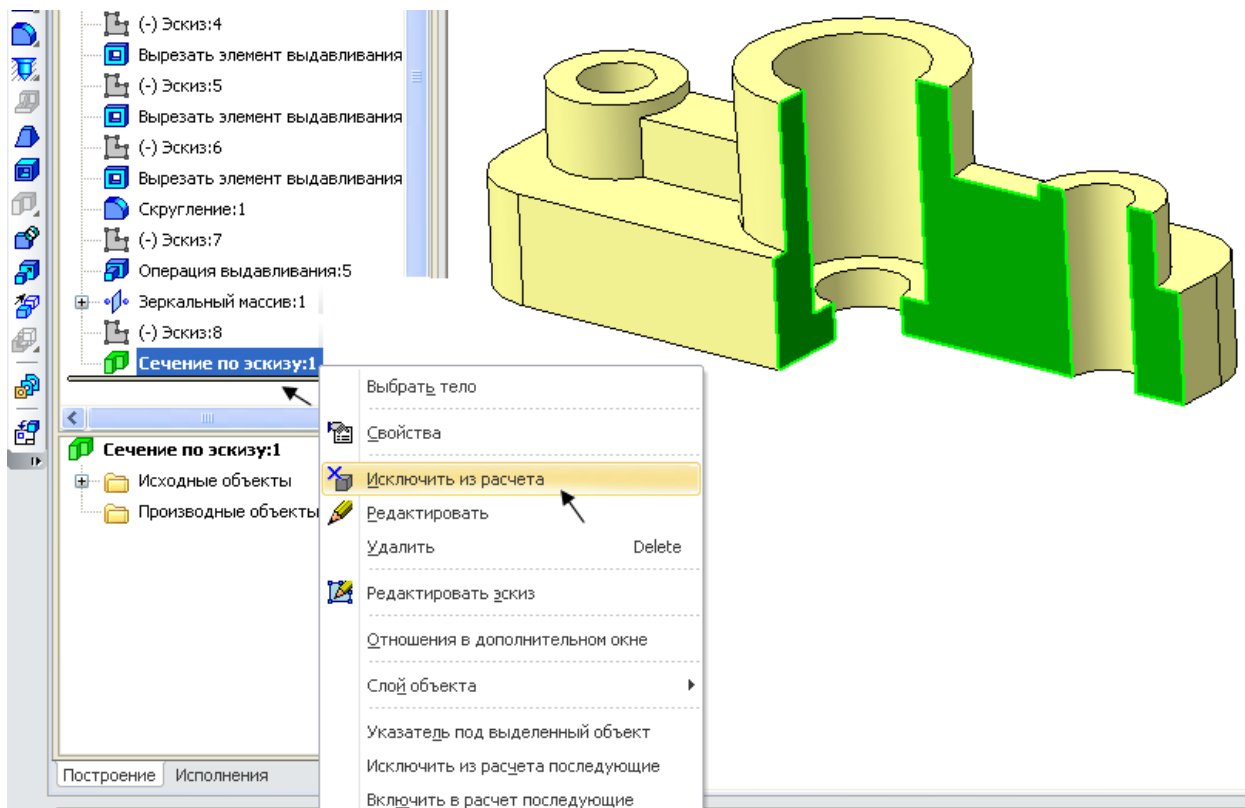 (-) Эскиз:4
Вырезать элемент выдавливания
(-) Эскиз:5
Вырезать элемент выдавливания
(-) Эскиз:6
Вырезать элемент выдавливания
Скругление:1
(-) Эскиз:7
Операция выдавливания:5
Зеркальный массив:1
(-) Эскиз:8
Сечение по эскизу:1
Сечение по эскизу:1
Исходные объекты
Производные объекты
Построение Исполнения
Выбрать тело
Свойства
Исключить из расчета
Редактировать
Удалить Delete
Редактировать эскиз
Отношения в дополнительном окне
Слой объекта
Указатель под выделенный объект
Исключить из расчета последующие
Включить в расчет последующие